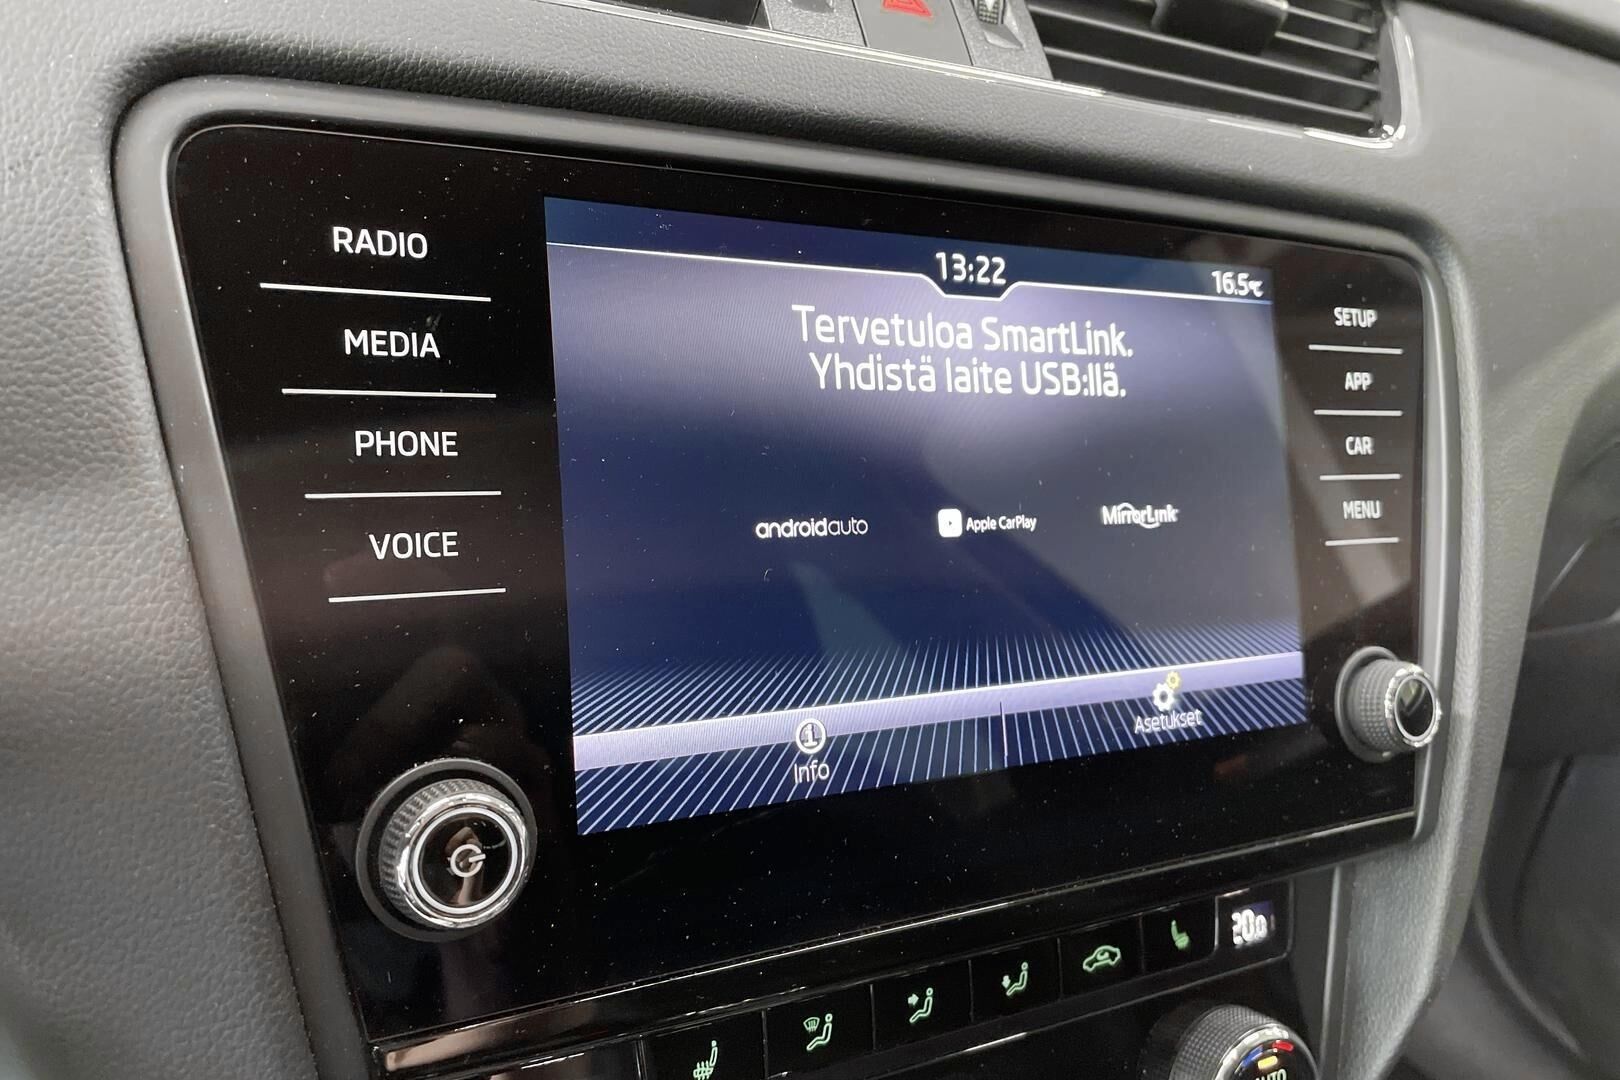 RADIO
MEDIA
PHONE
VOICE
13:22
16.5°C
Tervetuloa SmartLink.
Yhdistä laite USB:llä.
androidauto
Apple CarPlay
MirrorLink
Info
Asetukset
SETUP
APP
CAR
MENU
20.0
AUTO